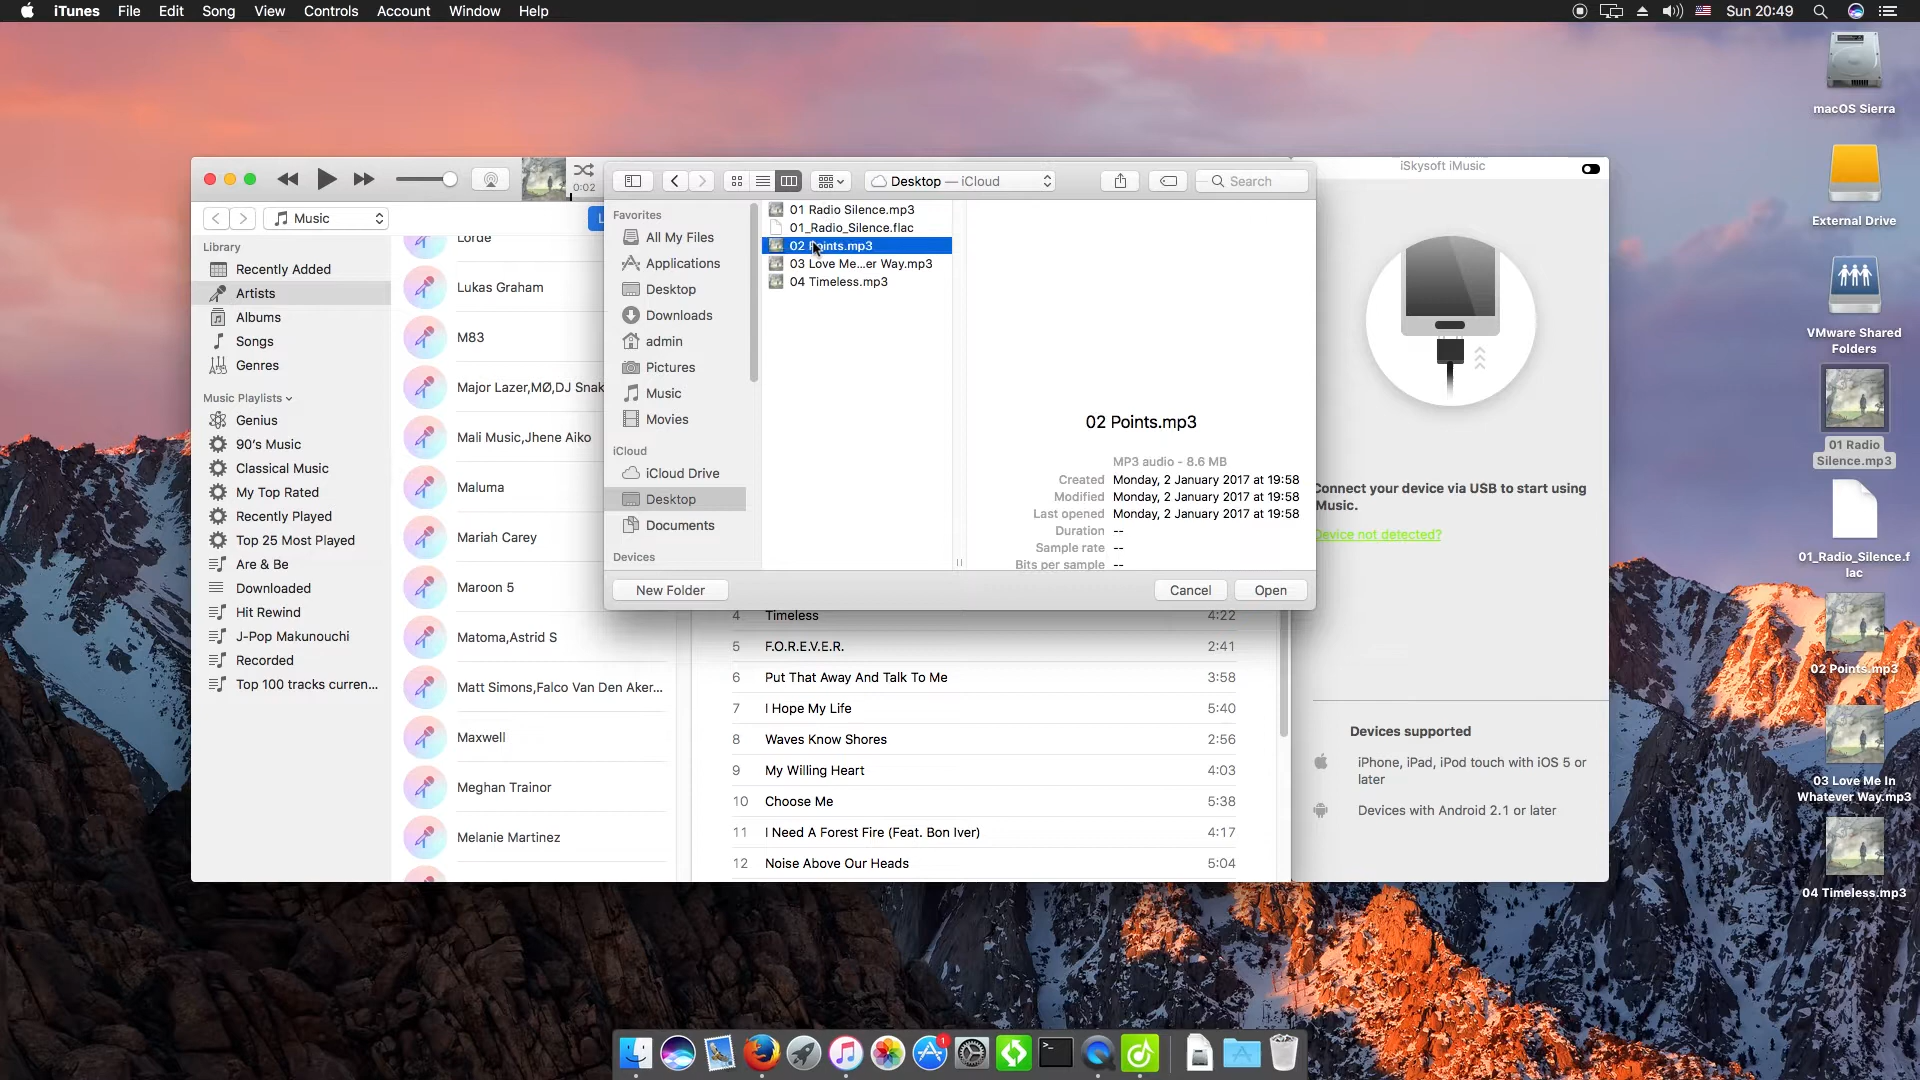 iTunes File Edit Song View Controls Account Window Help
Sun 20:49
0:02
Music
Library
Recently Added
Artists
Albums
Songs
Genres
Music Playlists
Genius
90's Music
Classical Music
My Top Rated
Recently Played
Top 25 Most Played
Are & Be
Downloaded
Hit Rewind
J-Pop Makunouchi
Recorded
Top 100 tracks curren...
Lorde
Lukas Graham
M83
Major Lazer,MØ,DJ Snak
Mali Music,Jhene Aiko
Maluma
Mariah Carey
Maroon 5
Matoma,Astrid S
Matt Simons,Falco Van Den Aker...
Maxwell
Meghan Trainor
Melanie Martinez
Desktop — iCloud
Search
Favorites
All My Files
Applications
Desktop
Downloads
admin
Pictures
Music
Movies
iCloud
iCloud Drive
Desktop
Documents
Devices
01 Radio Silence.mp3
01_Radio_Silence.flac
02 Points.mp3
03 Love Me...er Way.mp3
04 Timeless.mp3
02 Points.mp3
MP3 audio - 8.6 MB
Created Monday, 2 January 2017 at 19:58
Modified Monday, 2 January 2017 at 19:58
Last opened Monday, 2 January 2017 at 19:58
Duration --
Sample rate --
Bits per sample --
New Folder
Cancel
Open
4 Timeless 4:22
5 F.O.R.E.V.E.R. 2:41
6 Put That Away And Talk To Me 3:58
7 I Hope My Life 5:40
8 Waves Know Shores 2:56
9 My Willing Heart 4:03
10 Choose Me 5:38
11 I Need A Forest Fire (Feat. Bon Iver) 4:17
12 Noise Above Our Heads 5:04
iSkysoft iMusic
Connect your device via USB to start using
Music.
Device not detected?
Devices supported
iPhone, iPad, iPod touch with iOS 5 or
later
Devices with Android 2.1 or later
macOS Sierra
External Drive
VMware Shared
Folders
01 Radio
Silence.mp3
01_Radio_Silence.f
lac
02 Points.mp3
03 Love Me In
Whatever Way.mp3
04 Timeless.mp3
1